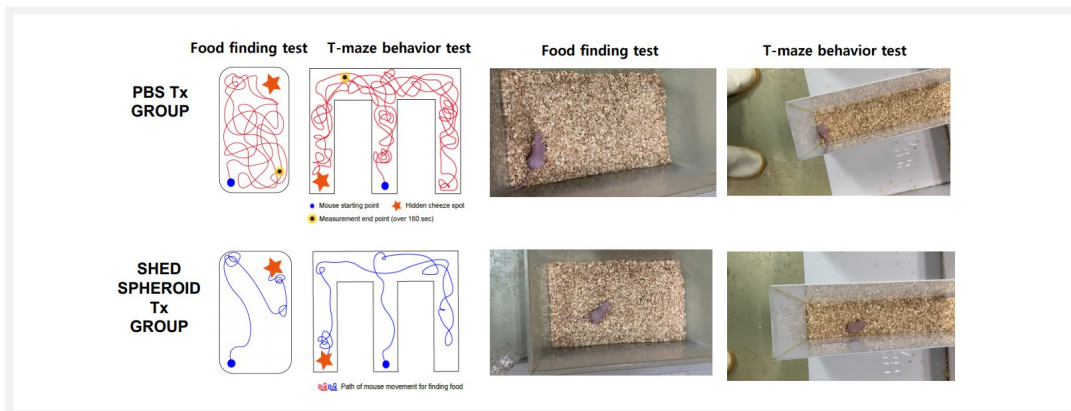 Food finding test
T-maze behavior test
Food finding test
T-maze behavior test
PBS Tx
GROUP
Mouse starting point
Hidden cheeze spot
Measurement end point (over 180 sec)
SHED
SPHEROID
Tx
GROUP
Path of mouse movement for finding food